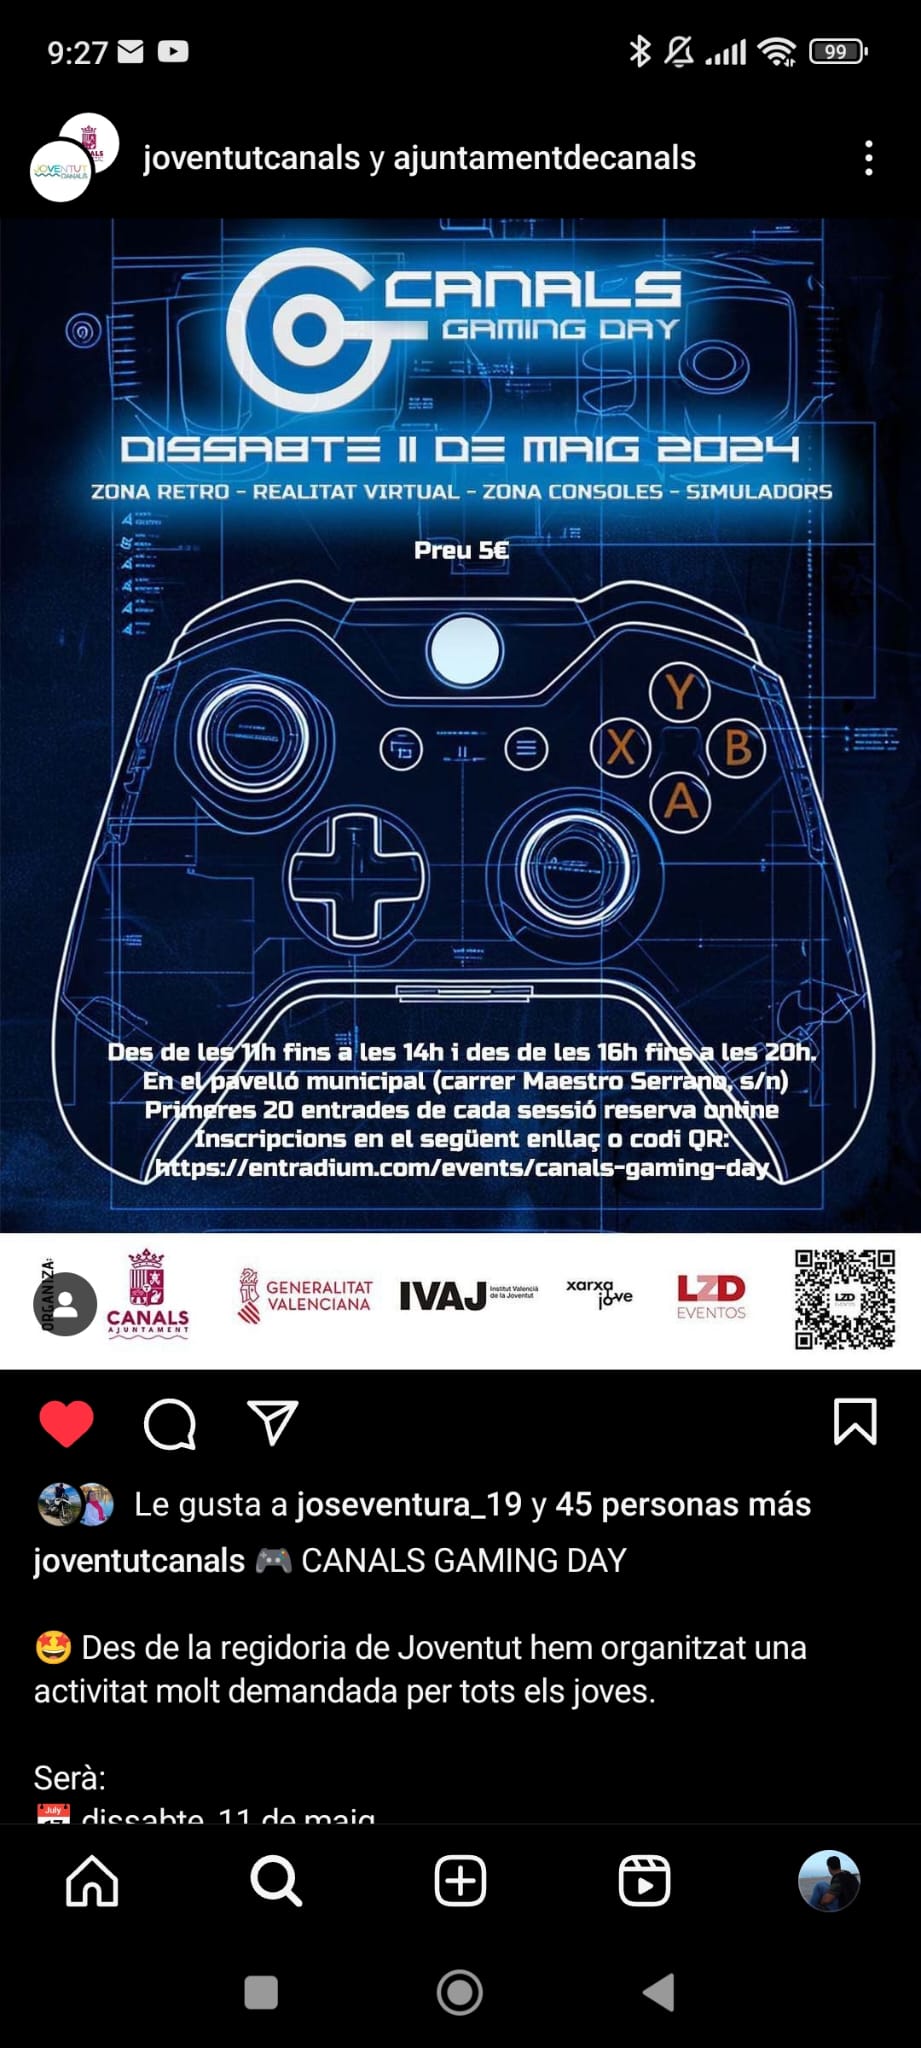 9:27
99
joventutcanals y ajuntamentdecanals
CANALS
GAMING DAY
DISSABTE 11 DE MAIG 2024
ZONA RETRO - REALITAT VIRTUAL - ZONA CONSOLES - SIMULADORS
Preu 5€
Y
X
B
A
Des de les 11h fins a les 14h i des de les 16h fins a les 20h.
En el pavelló municipal (carrer Maestro Serrano, s/n)
Primeres 20 entrades de cada sessió reserva online
Inscripcions en el següent enllaç o codi QR:
https://entradium.com/events/canals-gaming-day
ORGANIZA:
CANALS
AJUNTAMENT
GENERALITAT
VALENCIANA
IVAJ
Institut Valencià
de la Joventut
xarxa
jove
LZD
EVENTOS
LZD
EVENTOS
Le gusta a joseventura_19 y 45 personas más
joventutcanals 🎮 CANALS GAMING DAY
🤩 Des de la regidoria de Joventut hem organitzat una
activitat molt demandada per tots els joves.
Serà:
📅 dissabte, 11 de maig